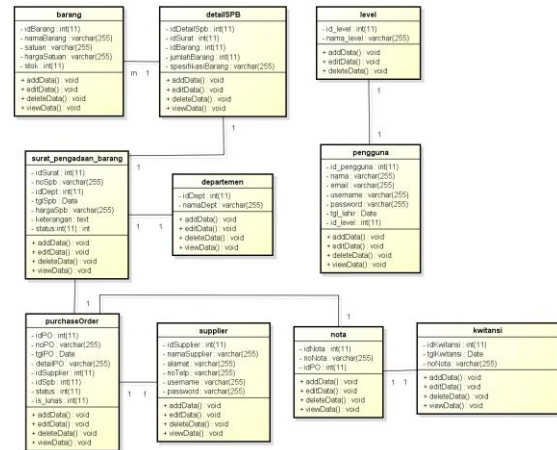 barang
- idBarang : int(11)
- namaBarang : varchar(255)
- satuan : varchar(255)
- hargaSatuan : varchar(255)
- stok : int(11)
+ addData() : void
+ editData() : void
+ deleteData() : void
+ viewData() : void
m 1
detailSPB
- idDetailSpb : int(11)
- idSurat : int(11)
- idBarang : int(11)
- jumlahBarang : int(11)
- spesifikasiBarang : varchar(255)
+ addData() : void
+ editData() : void
+ deleteData() : void
+ viewData() : void
1
level
- id_level : int(11)
- nama_level : varchar(255)
+ addData() : void
+ editData() : void
+ deleteData() : void
1
1
pengguna
- id_pengguna : int(11)
- nama : varchar(255)
- email : varchar(255)
- username : varchar(255)
- password : varchar(255)
- tgl_lahir : Date
- id_level : int(11)
+ addData() : void
+ editData() : void
+ deleteData() : void
+ viewData() : void
1
surat_pengadaan_barang
- idSurat : int(11)
- noSpb : varchar(255)
- idDept : int(11)
- tglSpb : Date
- hargaSpb : varchar(255)
- keterangan : text
- status int(11) : int
+ addData() : void
+ editData() : void
+ deleteData() : void
+ viewData() : void
1 1
departemen
- idDept : int(11)
- namaDept : varchar(255)
+ addData() : void
+ editData() : void
+ deleteData() : void
+ viewData() : void
1
1
purchaseOrder
- idPO : int(11)
- noPO : varchar(255)
- tglPO : Date
- detailPO : varchar(255)
- idSupplier : int(11)
- idSpb : int(11)
- status : int(11)
- is_lunas : int(11)
+ addData() : void
+ editData() : void
+ deleteData() : void
+ viewData() : void
1 1
supplier
- idSupplier : int(11)
- namaSupplier : varchar(255)
- alamat : varchar(255)
- noTelp : varchar(255)
- username : varchar(255)
- password : varchar(255)
+ addData() : void
+ editData() : void
+ deleteData() : void
+ viewData() : void
nota
- idNota : int(11)
- noNota : varchar(255)
- idPO : int(11)
+ addData() : void
+ editData() : void
+ deleteData() : void
+ viewData() : void
1 1
kwitansi
- idKwitansi : int(11)
- tglKwitansi : Date
- noNota : varchar(255)
+ addData() : void
+ editData() : void
+ deleteData() : void
+ viewData() : void